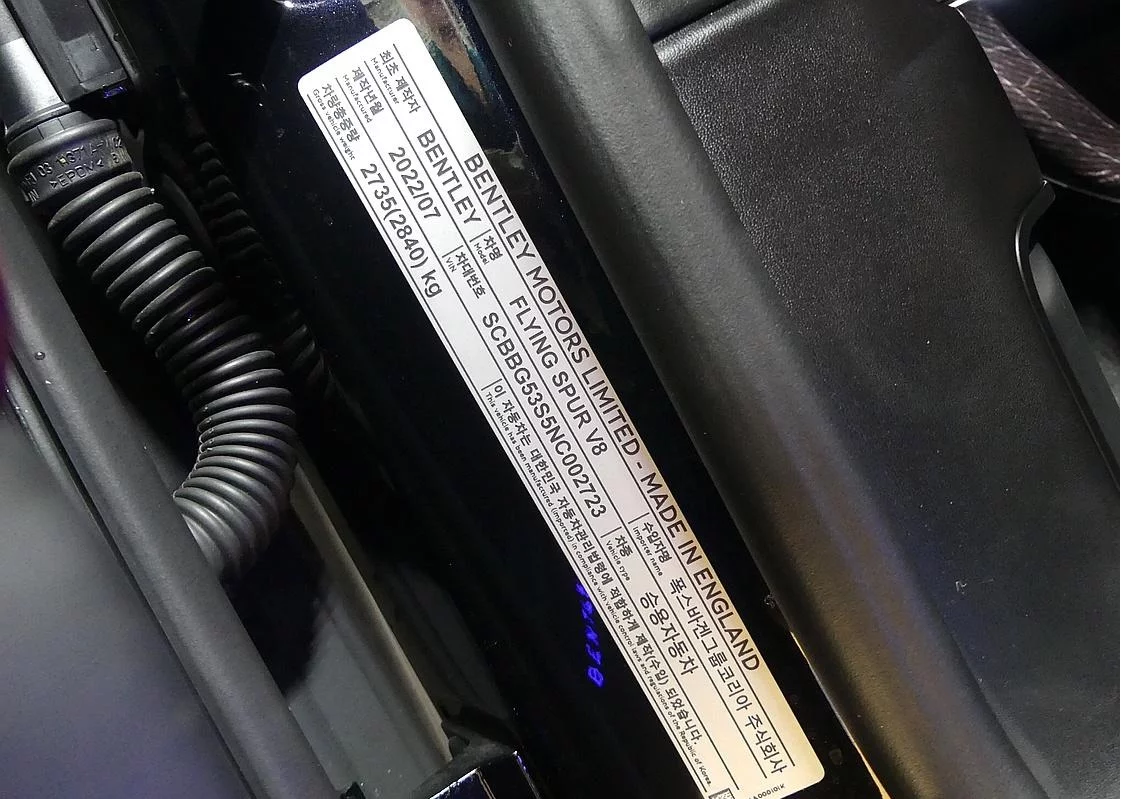 BENTLEY MOTORS LIMITED - MADE IN ENGLAND
최초 제작자 BENTLEY 차명 FLYING SPUR V8 수입자명 폭스바겐그룹코리아 주식회사
Manufacturer Model Importer name
제작년월 2022/07 차대번호 SCBBG53S5NC002723 차종 승용자동차
Manufactured VIN Vehicle type
차량총중량 2735(2840) kg 이 자동차는 대한민국 자동차관리법령에 적합하게 제작(수입) 되었습니다.
Gross vehicle weight This vehicle has been manufactured (imported) in compliance with vehicle control laws and regulations of the Republic of Korea.
>EPDM<